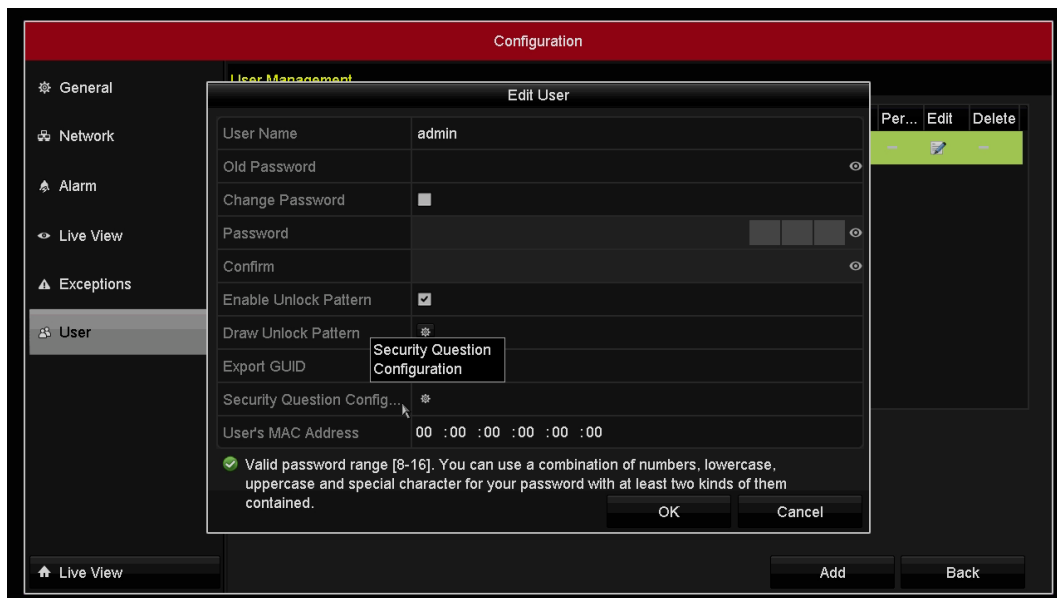 Configuration
General
User Management
Edit User
Network
Per... Edit Delete
User Name admin
Old Password
Alarm
Change Password
Live View
Password
Confirm
Exceptions
Enable Unlock Pattern
User
Draw Unlock Pattern
Security Question
Configuration
Export GUID
Security Question Config...
User's MAC Address 00 :00 :00 :00 :00 :00
Valid password range [8-16]. You can use a combination of numbers, lowercase,
uppercase and special character for your password with at least two kinds of them
contained.
OK Cancel
Live View
Add Back